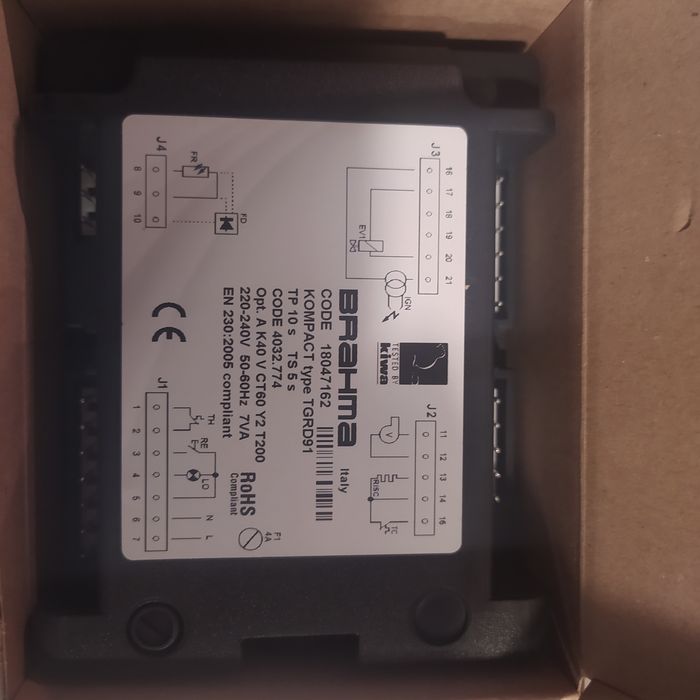 BRAHMA Italy
CODE 18047162
KOMPACT type TGRD91
TP 10 s TS 5 s
CODE 4032.774
Opt. A K40 V CT60 Y2 T200
220-240V 50-60Hz 7VA
EN 230:2005 compliant
CE
RoHS
Compliant
F1
4A
TESTED BY
kiwa
J3
16
17
18
19
20
21
EV1
IGN
J2
11
12
13
14
16
V
RISC
TC
J4
8
9
10
FR
FD
J1
1
2
3
4
5
6
7
TH
RE
LO
N
L